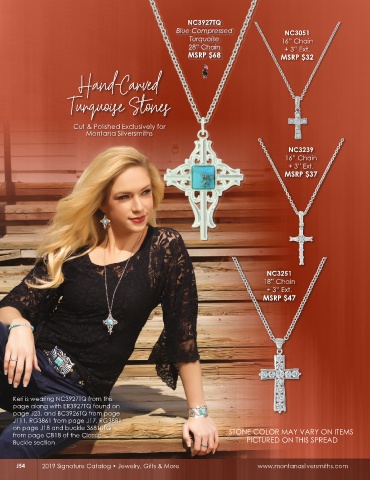 NC3927TQ
Blue Compressed
Turquoise
28" Chain
MSRP $68
NC3051
16" Chain
+ 3" Ext.
MSRP $32
Hand-Carved
Turquoise Stones
Cut & Polished Exclusively for
Montana Silversmiths
NC3239
16" Chain
+ 3" Ext.
MSRP $37
NC3251
18" Chain
+ 3" Ext.
MSRP $47
Keri is wearing NC3927TQ from this
page along with ER3927TQ found on
page J23, and BC3926TQ from page
J111, RG3861 from page J17,
on page J18 and buckle
from page CB18 of the Classic
Buckle section.
STONE COLOR MAY VARY ON ITEMS
PICTURED ON THIS SPREAD
J54 2019 Signature Catalog • Jewelry, Gifts & More www.montanasilversmiths.com